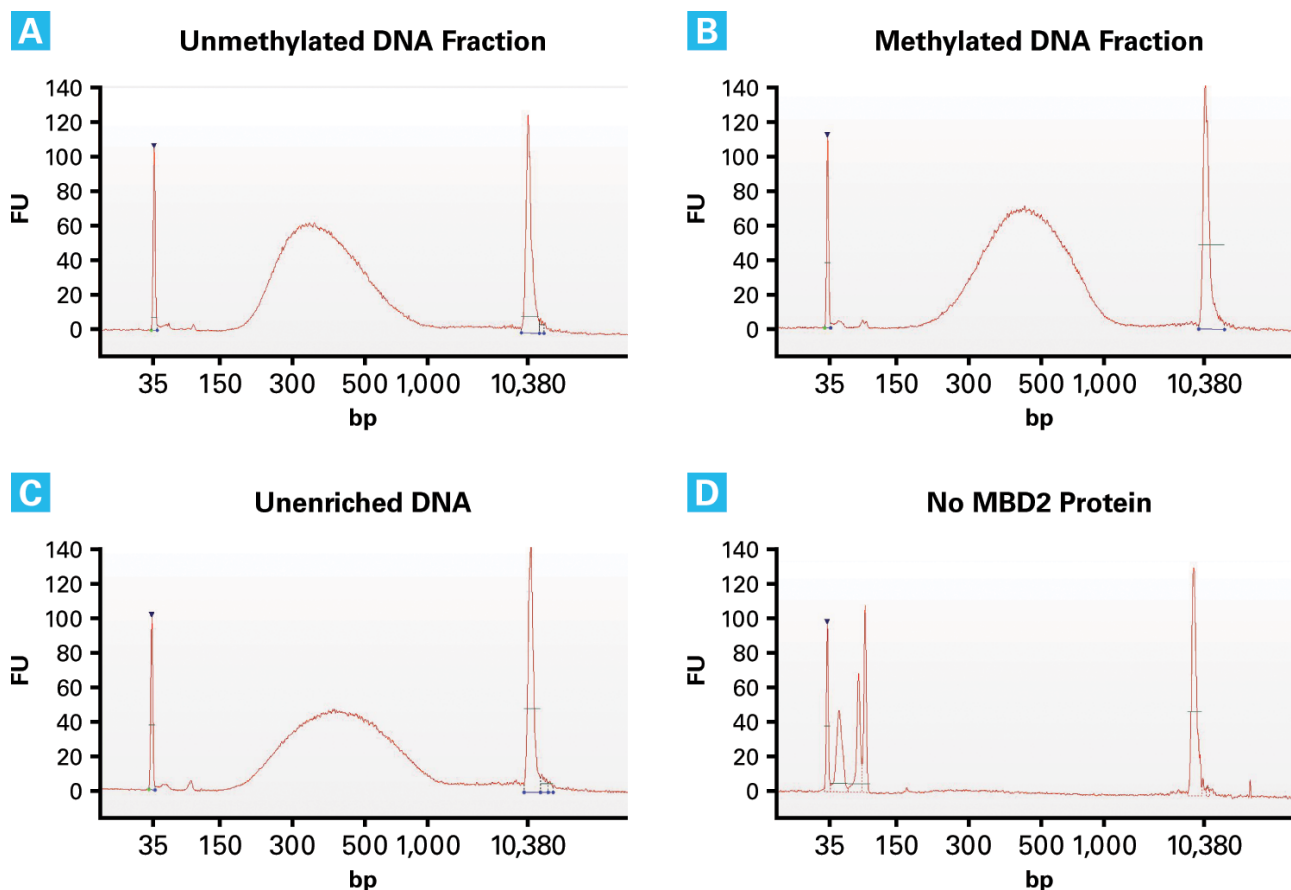 A
Unmethylated DNA Fraction
140
120
100
80
60
40
20
0
FU
35 150 300 500 1,000 10,380
bp
B
Methylated DNA Fraction
140
120
100
80
60
40
20
0
FU
35 150 300 500 1,000 10,380
bp
C
Unenriched DNA
140
120
100
80
60
40
20
0
FU
35 150 300 500 1,000 10,380
bp
D
No MBD2 Protein
140
120
100
80
60
40
20
0
FU
35 150 300 500 1,000 10,380
bp